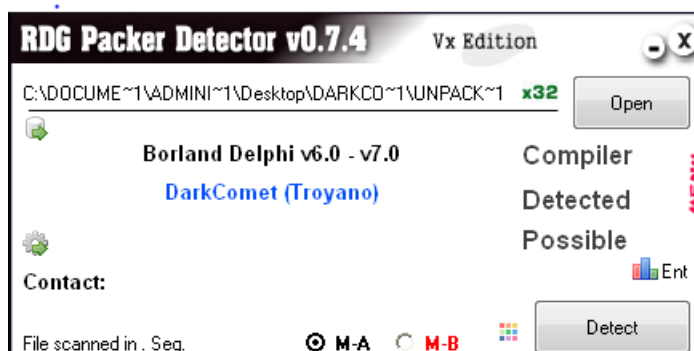 RDG Packer Detector v0.7.4 Vx Edition
C:\DOCUME~1\ADMINI~1\Desktop\DARKCO~1\UNPACK~1 x32 Open
Borland Delphi v6.0 - v7.0 Compiler
DarkComet (Troyano) Detected
Possible
Ent
Contact:
Detect
File scanned in . Seg. M-A M-B